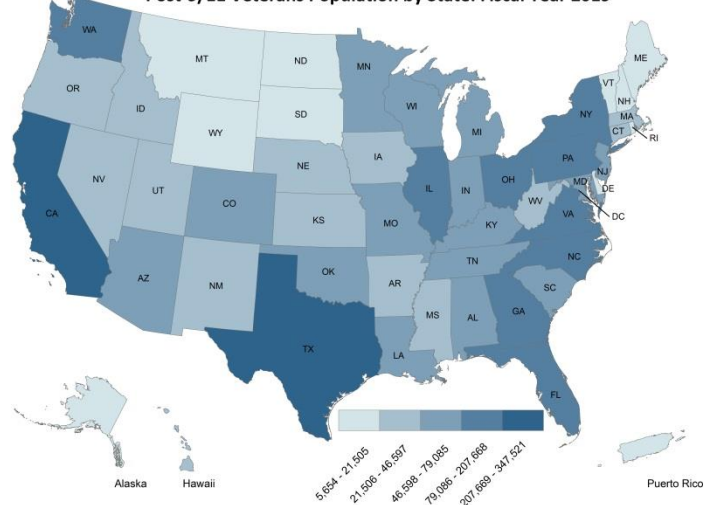 Post-9/11 Veterans Population by State: Fiscal Year 2019
WA
MT
ND
MN
ME
VT
NH
OR
ID
SD
WI
NY
MA
CT
RI
WY
MI
IA
NE
PA
NJ
NV
UT
IL
IN
OH
MD
DE
CA
CO
KS
MO
WV
VA
DC
KY
TN
NC
AZ
NM
OK
AR
SC
MS
AL
GA
TX
LA
FL
5,654 - 21,505
21,506 - 46,597
46,598 - 79,085
79,086 - 207,668
207,669 - 347,521
Alaska
Hawaii
Puerto Rico